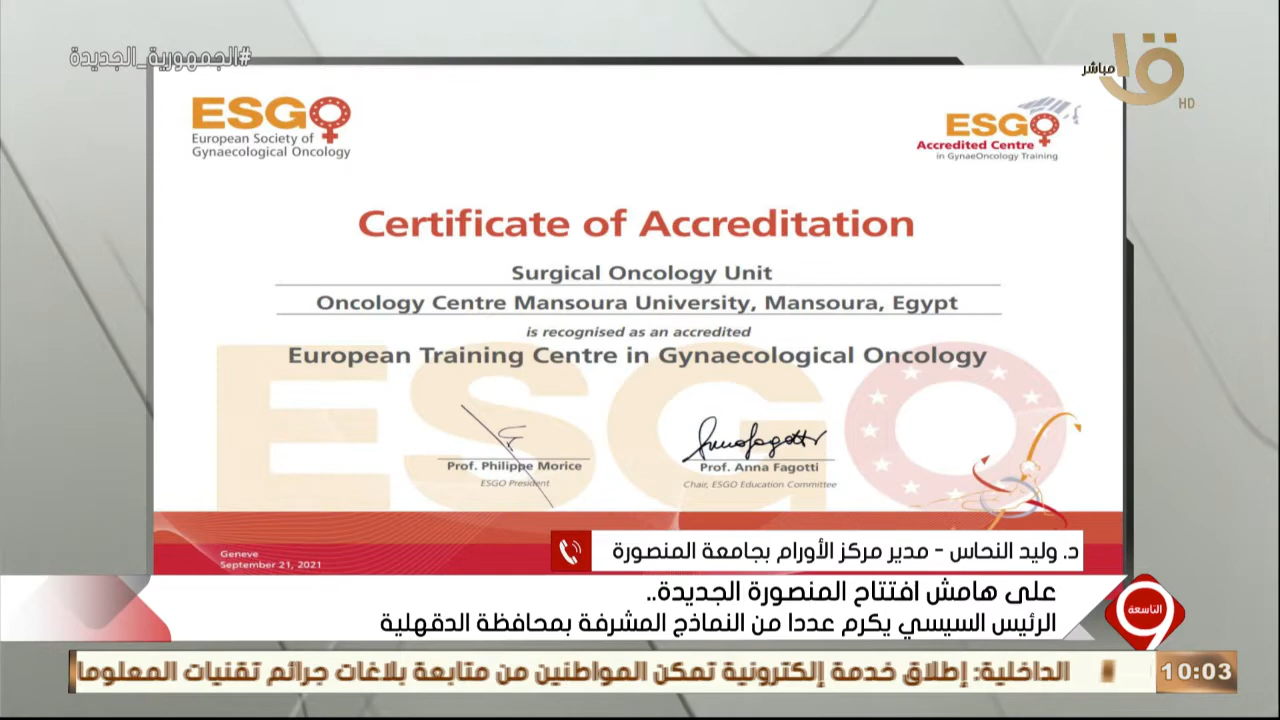 #الجمهورية_الجديدة
مباشر
HD
ESGO
European Society of
Gynaecological Oncology
ESGO
Accredited Centre
in GynaeOncology Training
Certificate of Accreditation
Surgical Oncology Unit
Oncology Centre Mansoura University, Mansoura, Egypt
is recognised as an accredited
European Training Centre in Gynaecological Oncology
ESGO
Prof. Philippe Morice
ESGO President
Prof. Anna Fagotti
Chair, ESGO Education Committee
Geneve
September 21, 2021
د. وليد النحاس - مدير مركز الأورام بجامعة المنصورة
على هامش افتتاح المنصورة الجديدة..
الرئيس السيسي يكرم عددا من النماذج المشرفة بمحافظة الدقهلية
التاسعة
9
الداخلية: إطلاق خدمة إلكترونية تمكن المواطنين من متابعة بلاغات جرائم تقنيات المعلوما
10:03